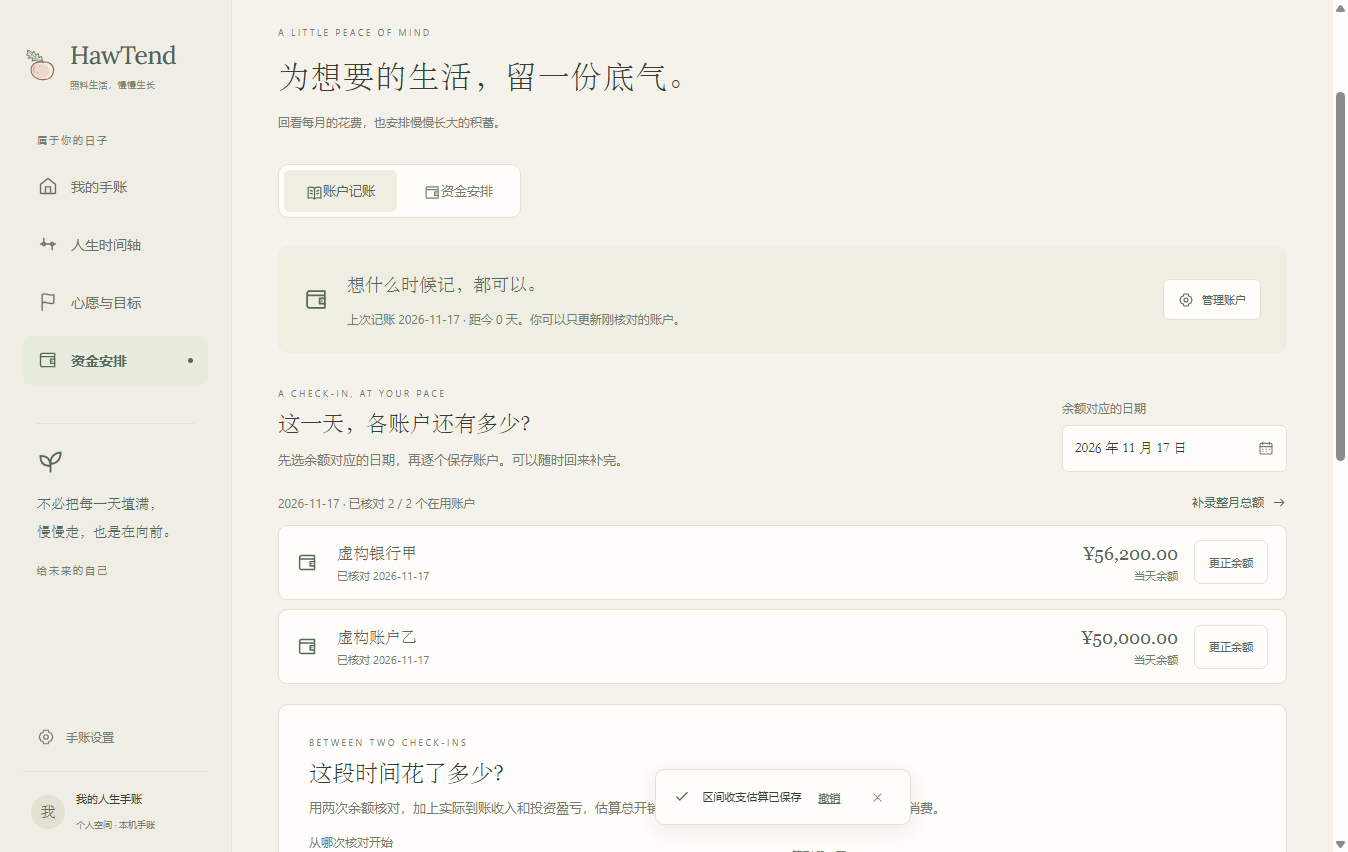 HawTend
照料生活，慢慢生长
属于你的日子
我的手账
人生时间轴
心愿与目标
资金安排
不必把每一天填满，
慢慢走，也是在向前。
给未来的自己
手账设置
我
我的人生手账
个人空间 · 本机手账
A LITTLE PEACE OF MIND
为想要的生活，留一份底气。
回看每月的花费，也安排慢慢长大的积蓄。
账户记账
资金安排
想什么时候记，都可以。
上次记账 2026-11-17 · 距今 0 天。你可以只更新刚核对的账户。
管理账户
A CHECK-IN, AT YOUR PACE
这一天，各账户还有多少？
先选余额对应的日期，再逐个保存账户。可以随时回来补完。
余额对应的日期
2026 年 11 月 17 日
2026-11-17 · 已核对 2 / 2 个在用账户
补录整月总额 →
虚构银行甲
已核对 2026-11-17
¥56,200.00
当天余额
更正余额
虚构账户乙
已核对 2026-11-17
¥50,000.00
当天余额
更正余额
BETWEEN TWO CHECK-INS
这段时间花了多少？
用两次余额核对，加上实际到账收入和投资盈亏，估算总开销
消费。
区间收支估算已保存
撤销
从哪次核对开始